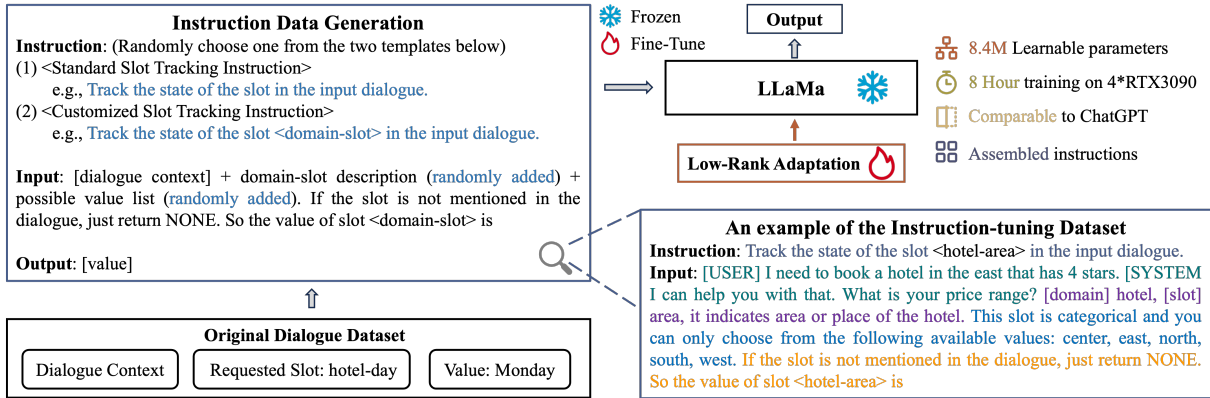 Instruction Data Generation
Instruction: (Randomly choose one from the two templates below)
(1) <Standard Slot Tracking Instruction>
e.g., Track the state of the slot in the input dialogue.
(2) <Customized Slot Tracking Instruction>
e.g., Track the state of the slot <domain-slot> in the input dialogue.
Input: [dialogue context] + domain-slot description (randomly added) +
possible value list (randomly added). If the slot is not mentioned in the
dialogue, just return NONE. So the value of slot <domain-slot> is
Output: [value]
Original Dialogue Dataset
Dialogue Context
Requested Slot: hotel-day
Value: Monday
Frozen
Fine-Tune
Output
LLaMa
Low-Rank Adaptation
8.4M Learnable parameters
8 Hour training on 4*RTX3090
Comparable to ChatGPT
Assembled instructions
An example of the Instruction-tuning Dataset
Instruction: Track the state of the slot <hotel-area> in the input dialogue.
Input: [USER] I need to book a hotel in the east that has 4 stars. [SYSTEM
I can help you with that. What is your price range? [domain] hotel, [slot]
area, it indicates area or place of the hotel. This slot is categorical and you
can only choose from the following available values: center, east, north,
south, west. If the slot is not mentioned in the dialogue, just return NONE.
So the value of slot <hotel-area> is